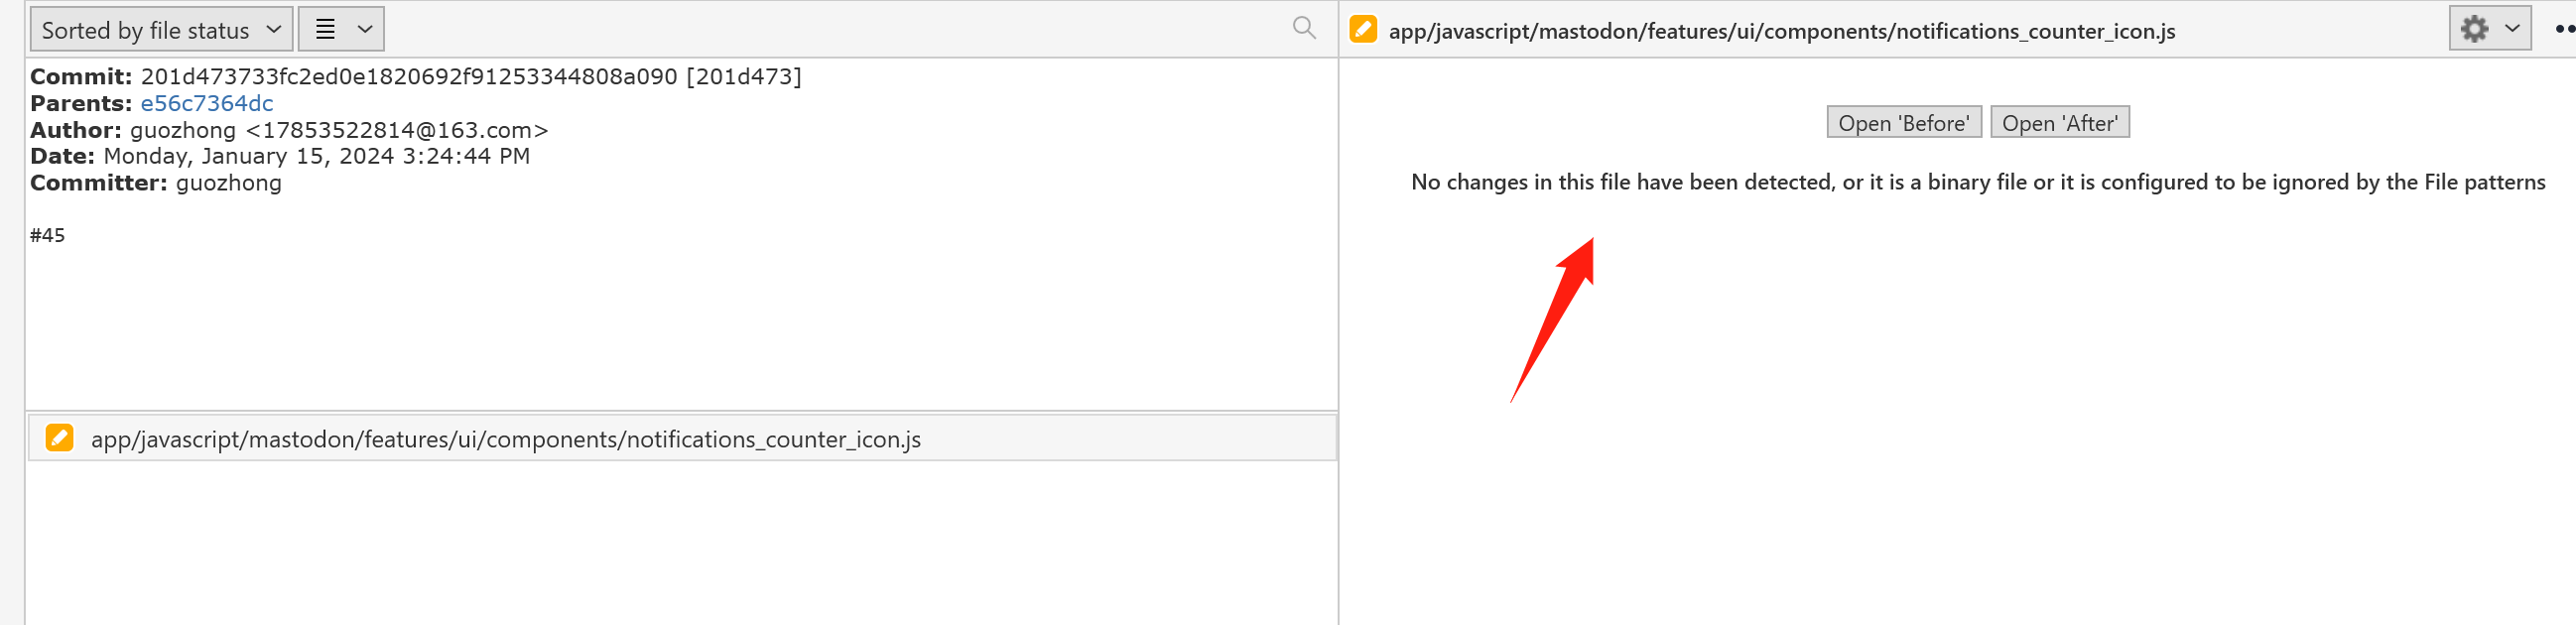 Sorted by file status
Commit: 201d473733fc2ed0e1820692f91253344808a090 [201d473]
Parents: e56c7364dc
Author: guozhong <17853522814@163.com>
Date: Monday, January 15, 2024 3:24:44 PM
Committer: guozhong
#45
app/javascript/mastodon/features/ui/components/notifications_counter_icon.js
app/javascript/mastodon/features/ui/components/notifications_counter_icon.js
Open 'Before' Open 'After'
No changes in this file have been detected, or it is a binary file or it is configured to be ignored by the File patterns